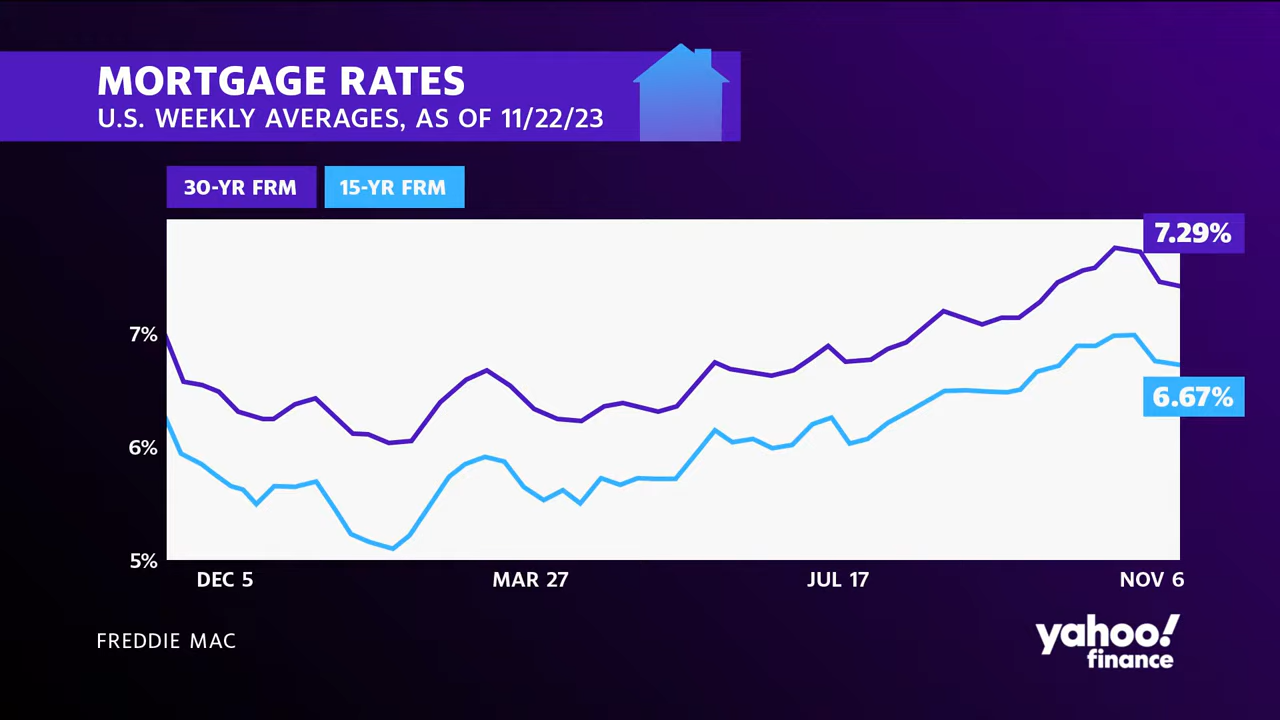 MORTGAGE RATES
U.S. WEEKLY AVERAGES, AS OF 11/22/23
30-YR FRM 15-YR FRM
7.29%
7%
6.67%
6%
5%
DEC 5 MAR 27 JUL 17 NOV 6
FREDDIE MAC
yahoo!
finance